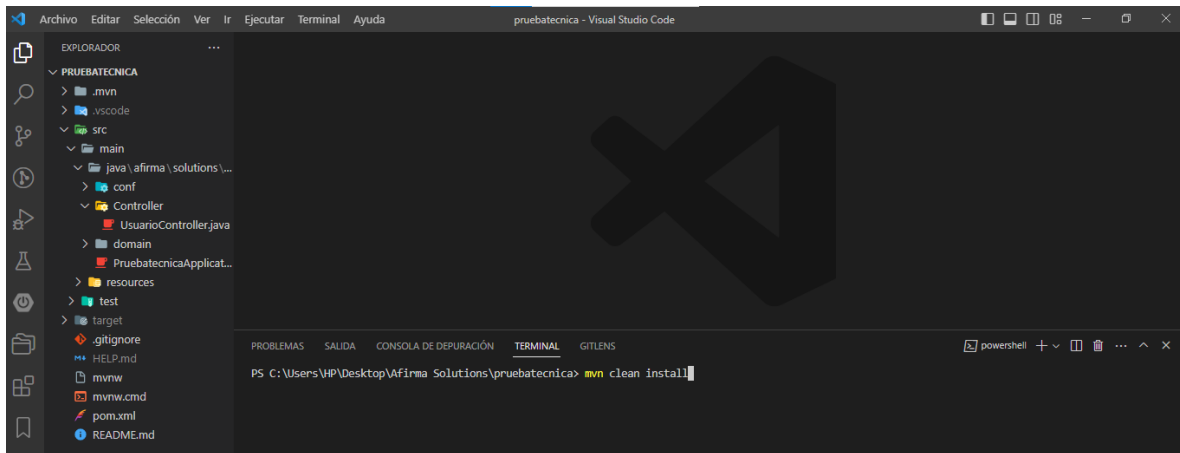 Archivo Editar Selección Ver Ir Ejecutar Terminal Ayuda pruebatecnica - Visual Studio Code
EXPLORADOR ...
PRUEBATECNICA
.mvn
.vscode
src
main
java\afirma\solutions\...
conf
Controller
UsuarioController.java
domain
PruebatecnicaApplicat...
resources
test
target
.gitignore
M+ HELP.md
mvnw
mvnw.cmd
pom.xml
README.md
PROBLEMAS SALIDA CONSOLA DE DEPURACIÓN TERMINAL GITLENS powershell
PS C:\Users\HP\Desktop\Afirma Solutions\pruebatecnica> mvn clean install